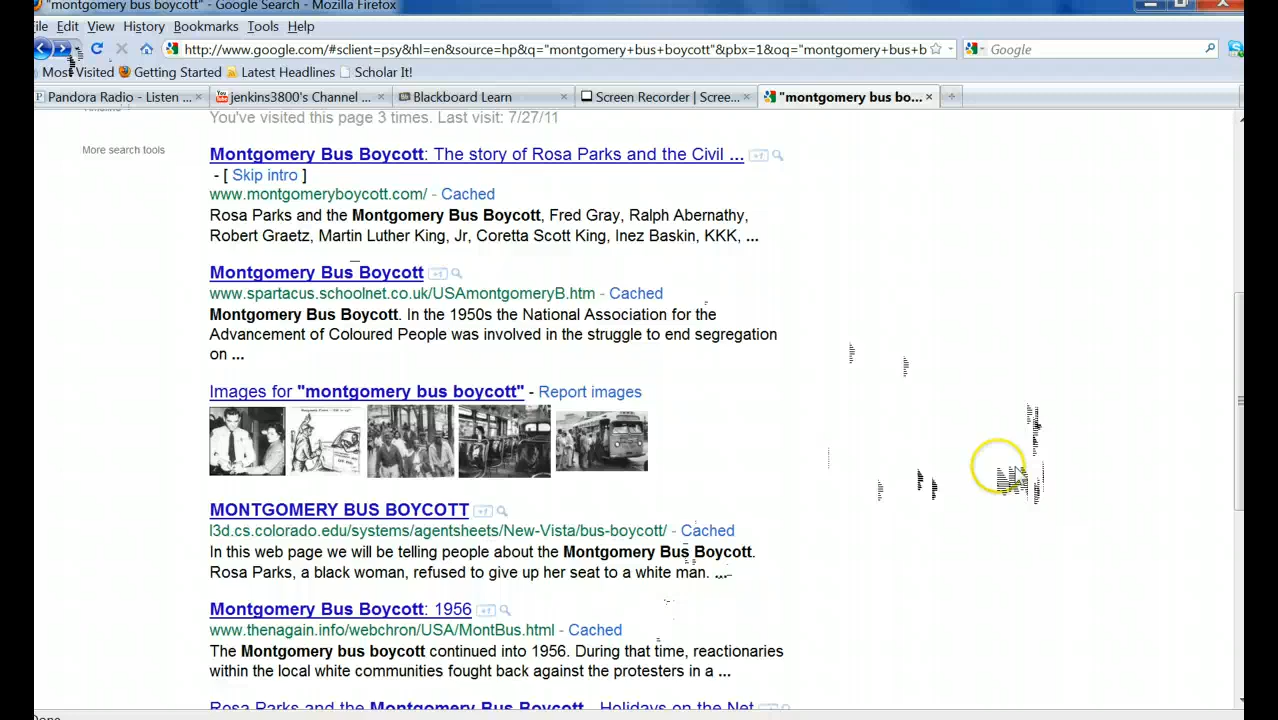 "montgomery bus boycott" - Google Search - Mozilla Firefox
ile Edit View History Bookmarks Tools Help
http://www.google.com/#sclient=psy&hl=en&source=hp&q="montgomery+bus+boycott"&pbx=1&oq="montgomery+bus+b Google
Most Visited Getting Started Latest Headlines Scholar It!
Pandora Radio - Listen ... jenkins3800's Channel ... Blackboard Learn Screen Recorder | Scree... "montgomery bus bo...
You've visited this page 3 times. Last visit: 7/27/11
More search tools
Montgomery Bus Boycott: The story of Rosa Parks and the Civil ...
- [ Skip intro ]
www.montgomeryboycott.com/ - Cached
Rosa Parks and the Montgomery Bus Boycott, Fred Gray, Ralph Abernathy,
Robert Graetz, Martin Luther King, Jr, Coretta Scott King, Inez Baskin, KKK, ...
Montgomery Bus Boycott
www.spartacus.schoolnet.co.uk/USAmontgomeryB.htm - Cached
Montgomery Bus Boycott. In the 1950s the National Association for the
Advancement of Coloured People was involved in the struggle to end segregation
on ...
Images for "montgomery bus boycott" - Report images
MONTGOMERY BUS BOYCOTT
l3d.cs.colorado.edu/systems/agentsheets/New-Vista/bus-boycott/ - Cached
In this web page we will be telling people about the Montgomery Bus Boycott.
Rosa Parks, a black woman, refused to give up her seat to a white man. ...
Montgomery Bus Boycott: 1956
www.thenagain.info/webchron/USA/MontBus.html - Cached
The Montgomery bus boycott continued into 1956. During that time, reactionaries
within the local white communities fought back against the protesters in a ...
Rosa Parks and the Montgomery Bus Boycott - Holidays on the Net